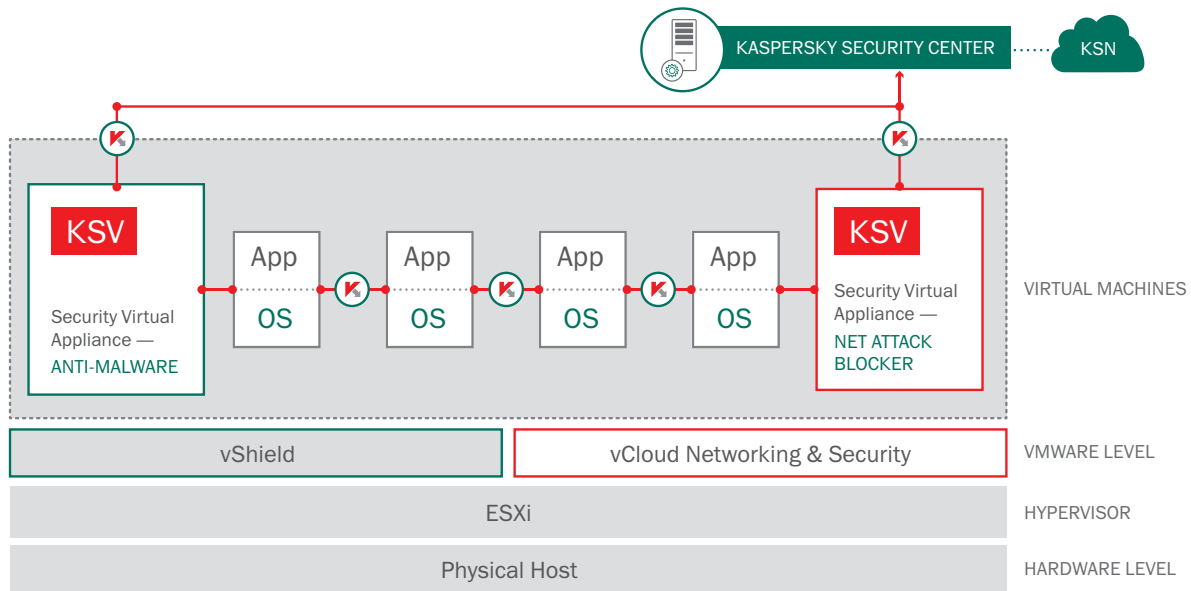 KASPERSKY SECURITY CENTER
KSN
KSV
Security Virtual
Appliance —
ANTI-MALWARE
App
OS
App
OS
App
OS
App
OS
KSV
Security Virtual
Appliance —
NET ATTACK
BLOCKER
VIRTUAL MACHINES
vShield
vCloud Networking & Security
VMWARE LEVEL
ESXi
HYPERVISOR
Physical Host
HARDWARE LEVEL